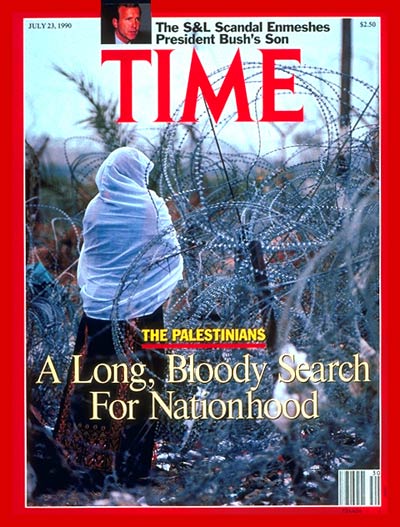 The S&L Scandal Enmeshes
President Bush's Son
JULY 23, 1990
$2.50
TIME
THE PALESTINIANS
A Long, Bloody Search
For Nationhood
30